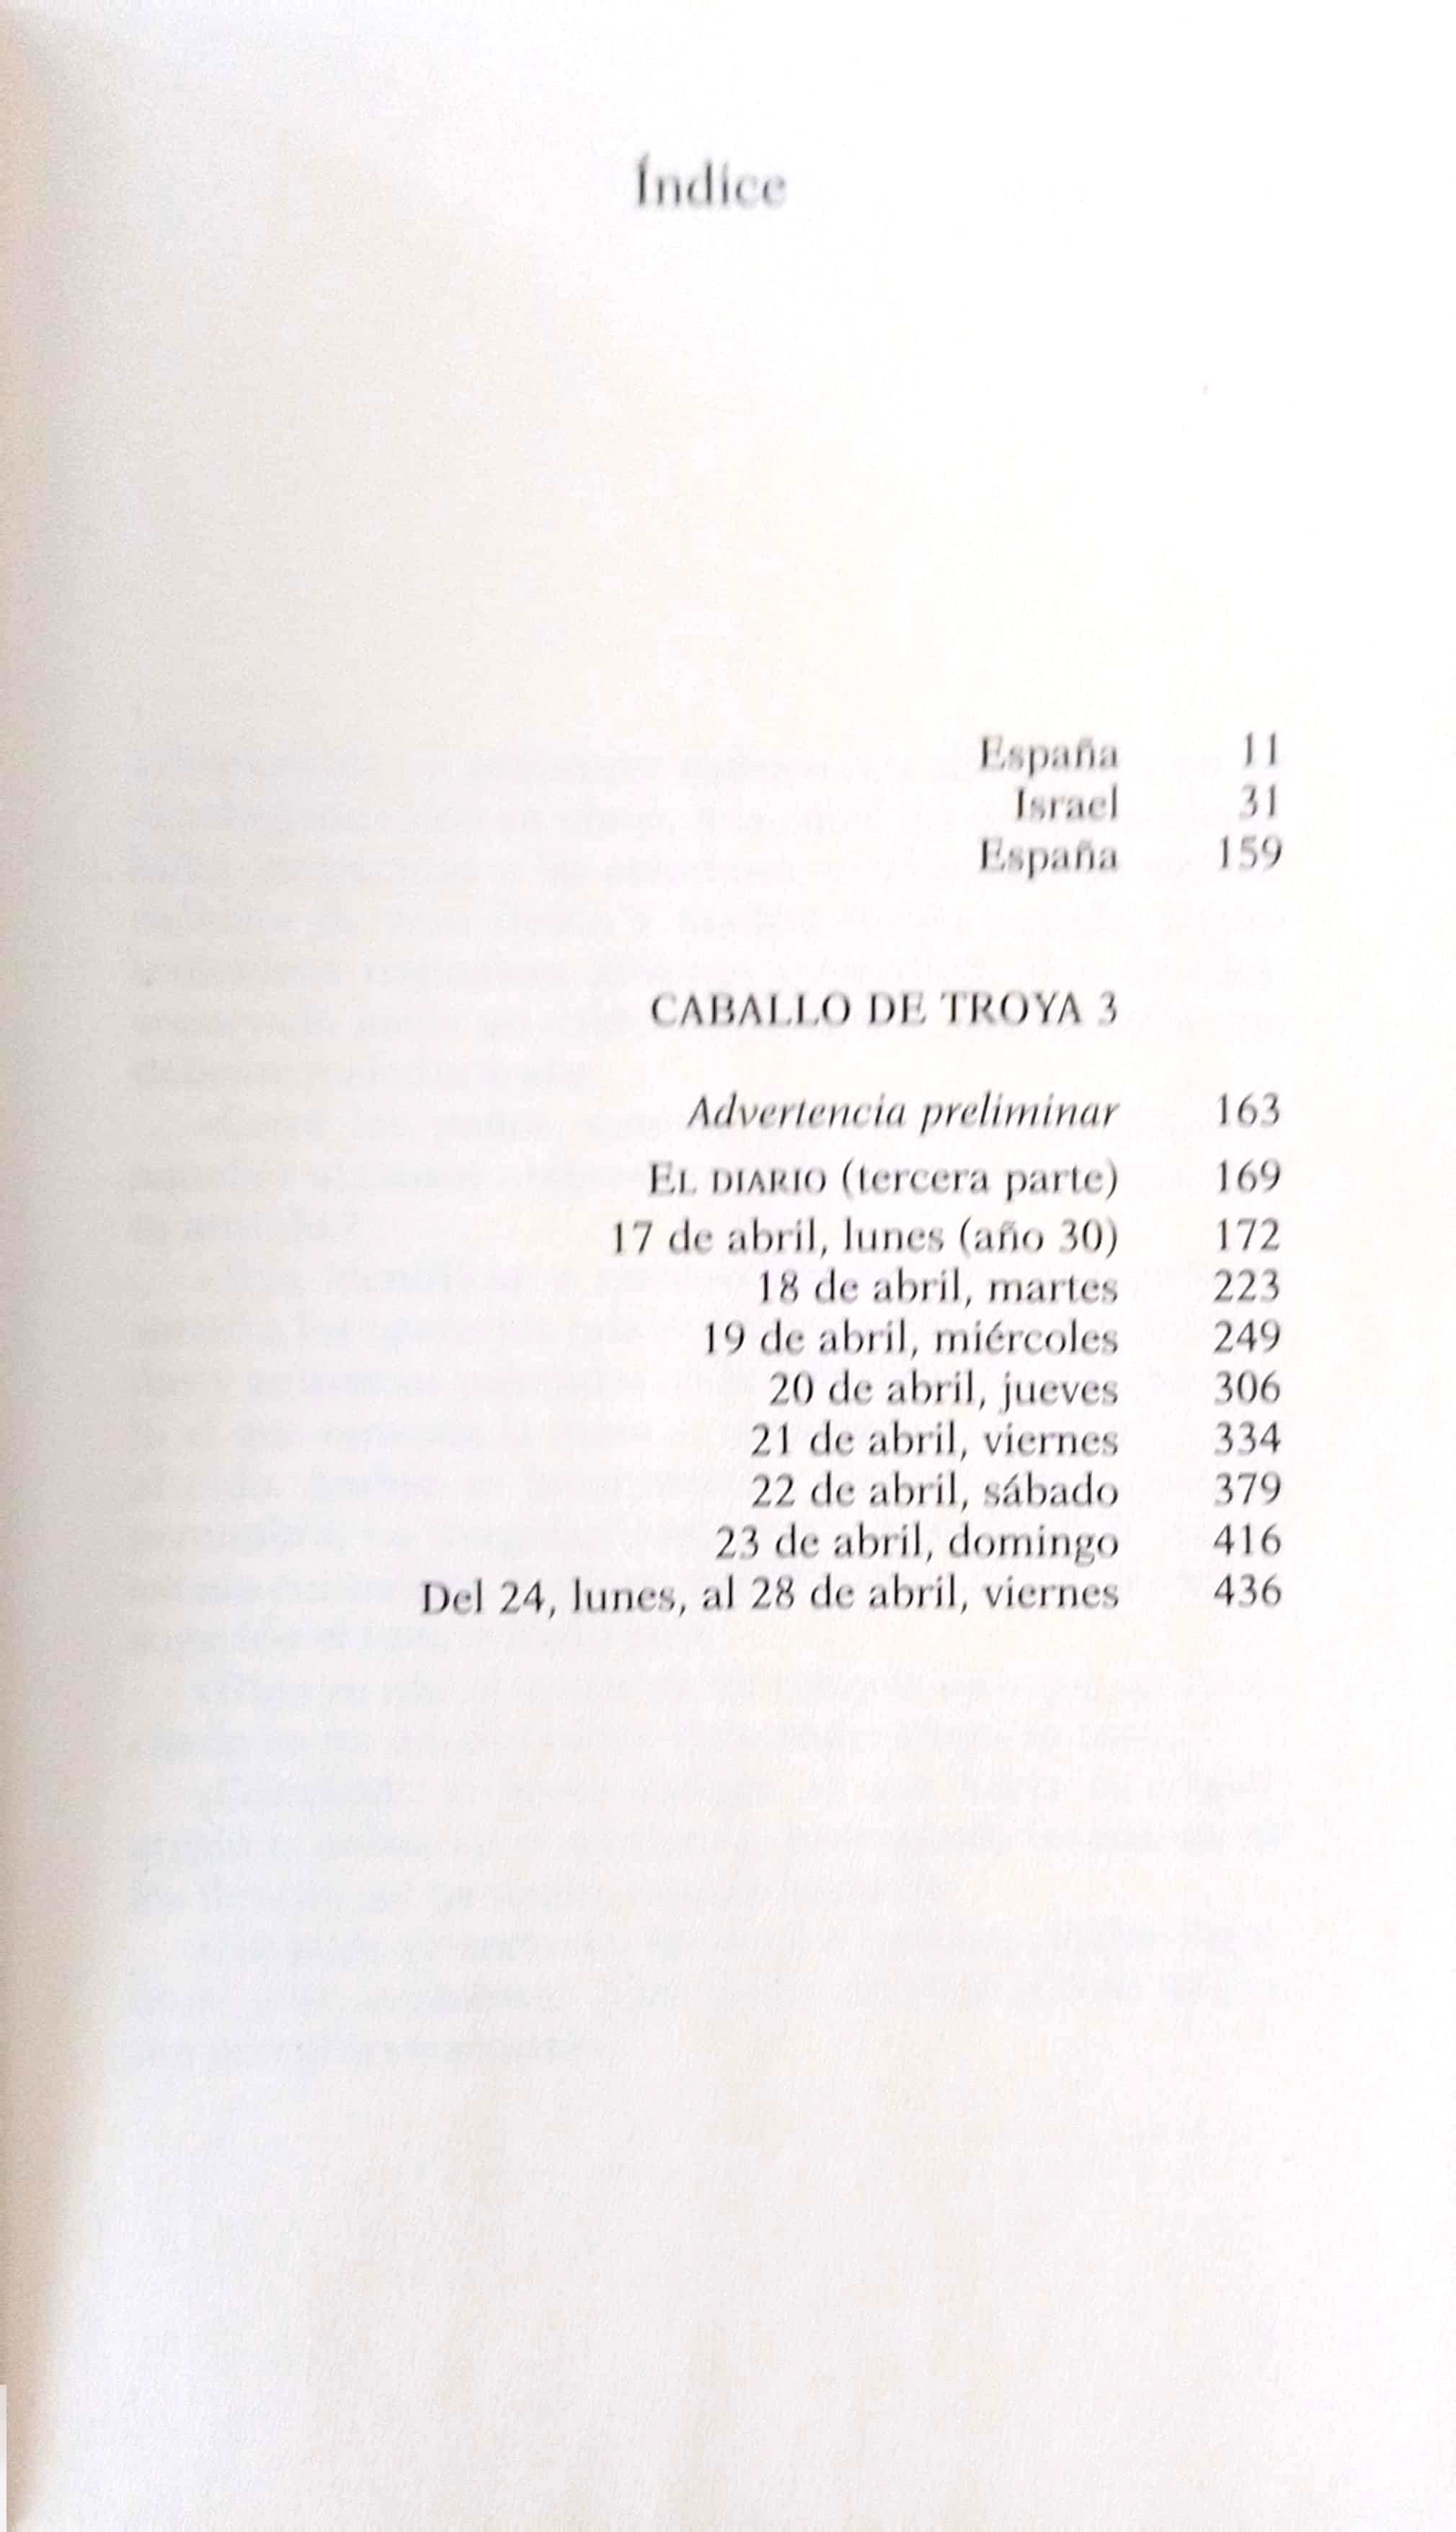 Índice
España 11
Israel 31
España 159
CABALLO DE TROYA 3
Advertencia preliminar 163
EL DIARIO (tercera parte) 169
17 de abril, lunes (año 30) 172
18 de abril, martes 223
19 de abril, miércoles 249
20 de abril, jueves 306
21 de abril, viernes 334
22 de abril, sábado 379
23 de abril, domingo 416
Del 24, lunes, al 28 de abril, viernes 436